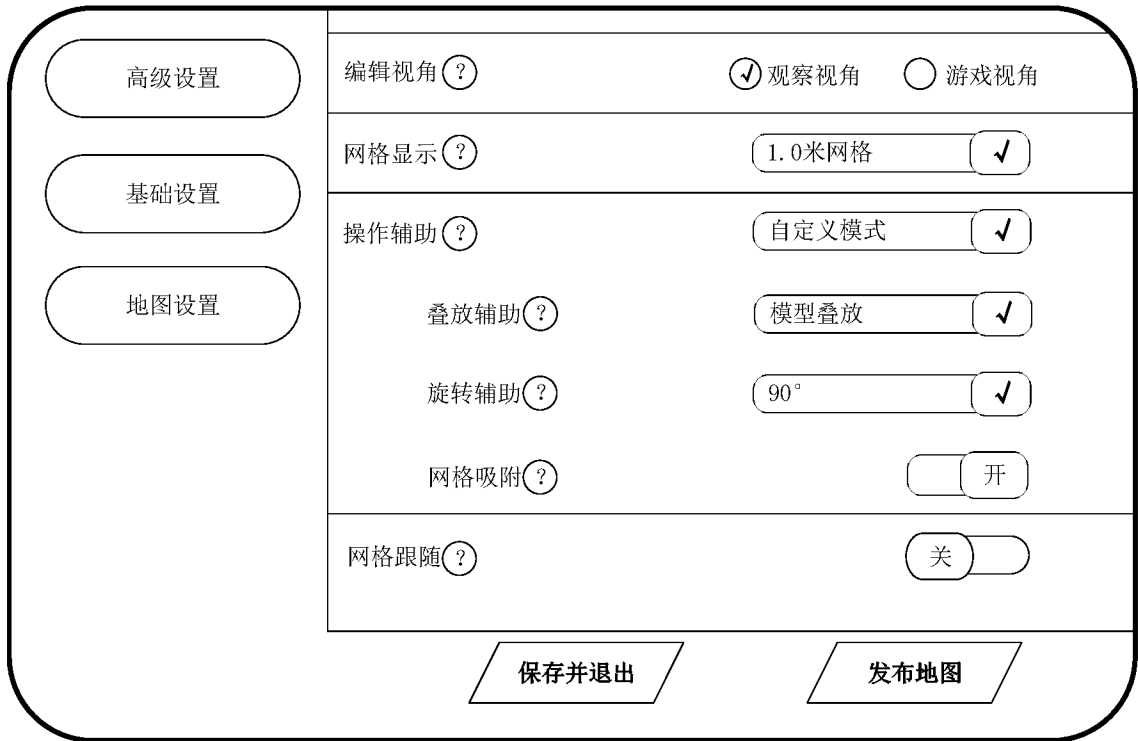 高级设置
基础设置
地图设置
编辑视角? 观察视角 游戏视角
网格显示? 1.0米网格
操作辅助? 自定义模式
叠放辅助? 模型叠放
旋转辅助? 90°
网格吸附? 开
网格跟随? 关
保存并退出 发布地图